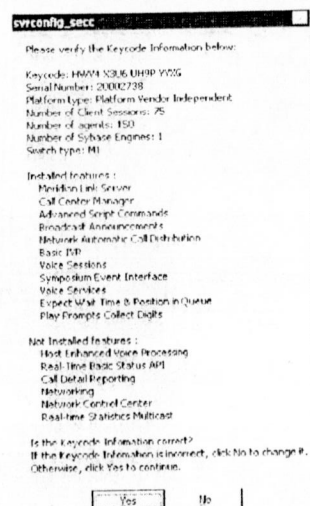 svrconfig_secc
Please verify the Keycode Information below:
Keycode: X3U6 UH9P
Serial Number: 20002738
Platform type: Platform Vendor Independent
Number of Client Sessions: 75
Number of agents: 150
Number of Sybase Engines: 1
Switch type: M1
Installed features :
Meridian Link Server
Call Center Manager
Advanced Script Commands
Broadcast Announcements
Network Automatic Call Distribution
Basic IVR
Voice Sessions
Symposium Event Interface
Voice Services
Expect Wait Time & Position in Queue
Play Prompts Collect Digits
Not Installed features :
Host Enhanced Voice Processing
Real-Time Basic Status API
Call Detail Reporting
Networking
Network Control Center
Real-time Statistics Multicast
Is the Keycode Infomation correct?
If the Keycode Infomation is incorrect, click No to change it.
Otherwise, click Yes to continue.
Yes No